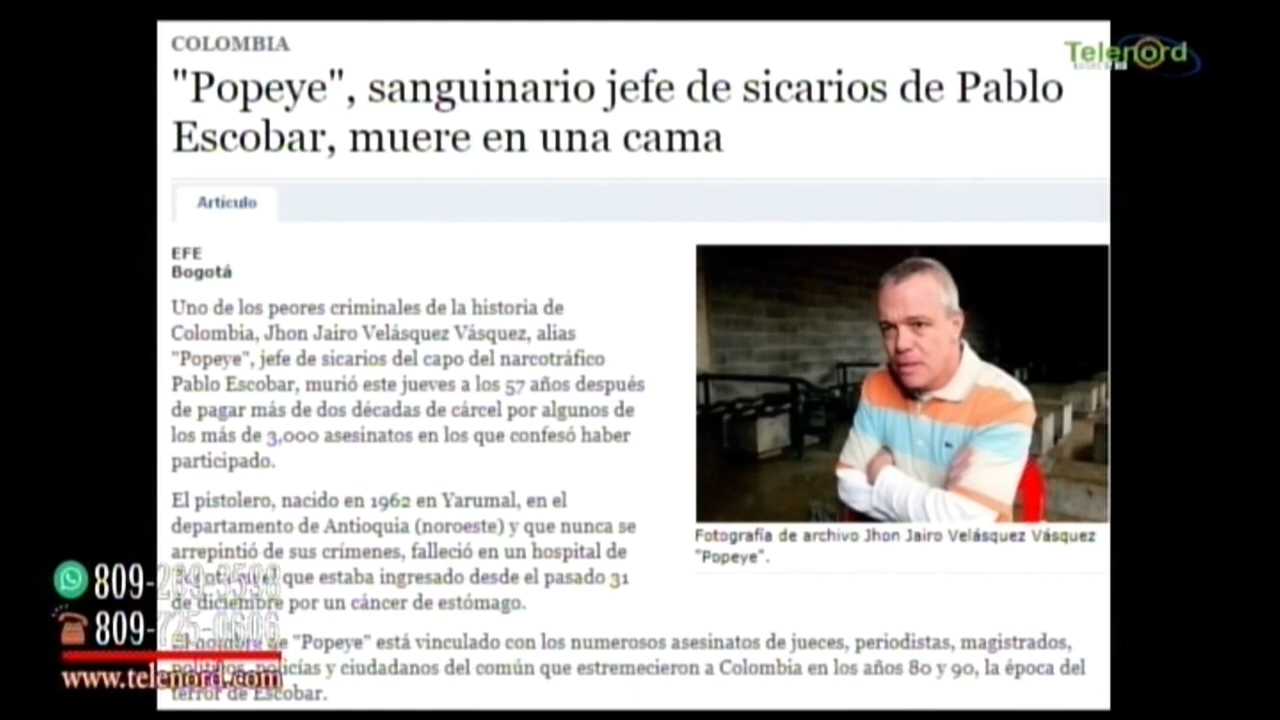 COLOMBIA
Telenord
"Popeye", sanguinario jefe de sicarios de Pablo
Escobar, muere en una cama
Artículo
EFE
Bogotá
Uno de los peores criminales de la historia de
Colombia, Jhon Jairo Velásquez Vásquez, alias
"Popeye", jefe de sicarios del capo del narcotráfico
Pablo Escobar, murió este jueves a los 57 años después
de pagar más de dos décadas de cárcel por algunos de
los más de 3,000 asesinatos en los que confesó haber
participado.
El pistolero, nacido en 1962 en Yarumal, en el
departamento de Antioquia (noroeste) y que nunca se
arrepintió de sus crímenes, falleció en un hospital de
que estaba ingresado desde el pasado 31
de diciembre por un cáncer de estómago.
El nombre de "Popeye" está vinculado con los numerosos asesinatos de jueces, periodistas, magistrados,
políticos, policías y ciudadanos del común que estremecieron a Colombia en los años 80 y 90, la época del
terror de Escobar.
Fotografía de archivo Jhon Jairo Velásquez Vásquez
"Popeye".
809-
809-725-0606
www.telenord.com